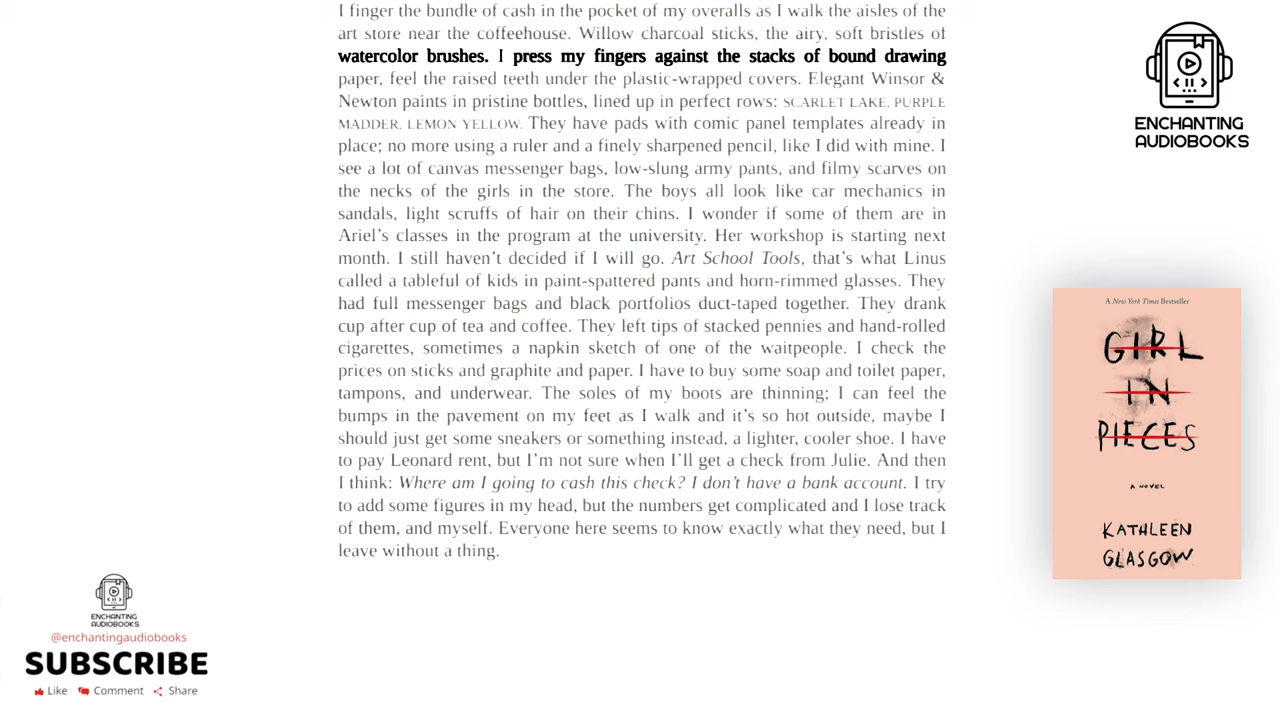 I finger the bundle of cash in the pocket of my overalls as I walk the aisles of the
art store near the coffeehouse. Willow charcoal sticks, the airy, soft bristles of
watercolor brushes. I press my fingers against the stacks of bound drawing
paper, feel the raised teeth under the plastic-wrapped covers. Elegant Winsor &
Newton paints in pristine bottles, lined up in perfect rows: SCARLET LAKE, PURPLE
MADDER, LEMON YELLOW. They have pads with comic panel templates already in
place; no more using a ruler and a finely sharpened pencil, like I did with mine. I
see a lot of canvas messenger bags, low-slung army pants, and filmy scarves on
the necks of the girls in the store. The boys all look like car mechanics in
sandals, light scruffs of hair on their chins. I wonder if some of them are in
Ariel’s classes in the program at the university. Her workshop is starting next
month. I still haven’t decided if I will go. Art School Tools, that’s what Linus
called a tableful of kids in paint-spattered pants and horn-rimmed glasses. They
had full messenger bags and black portfolios duct-taped together. They drank
cup after cup of tea and coffee. They left tips of stacked pennies and hand-rolled
cigarettes, sometimes a napkin sketch of one of the waitpeople. I check the
prices on sticks and graphite and paper. I have to buy some soap and toilet paper,
tampons, and underwear. The soles of my boots are thinning; I can feel the
bumps in the pavement on my feet as I walk and it’s so hot outside, maybe I
should just get some sneakers or something instead, a lighter, cooler shoe. I have
to pay Leonard rent, but I’m not sure when I’ll get a check from Julie. And then
I think: Where am I going to cash this check? I don’t have a bank account. I try
to add some figures in my head, but the numbers get complicated and I lose track
of them, and myself. Everyone here seems to know exactly what they need, but I
leave without a thing.
ENCHANTING
AUDIOBOOKS
A New York Times Bestseller
GIRL
IN
PIECES
A NOVEL
KATHLEEN
GLASGOW
ENCHANTING
AUDIOBOOKS
@enchantingaudiobooks
SUBSCRIBE
Like Comment Share